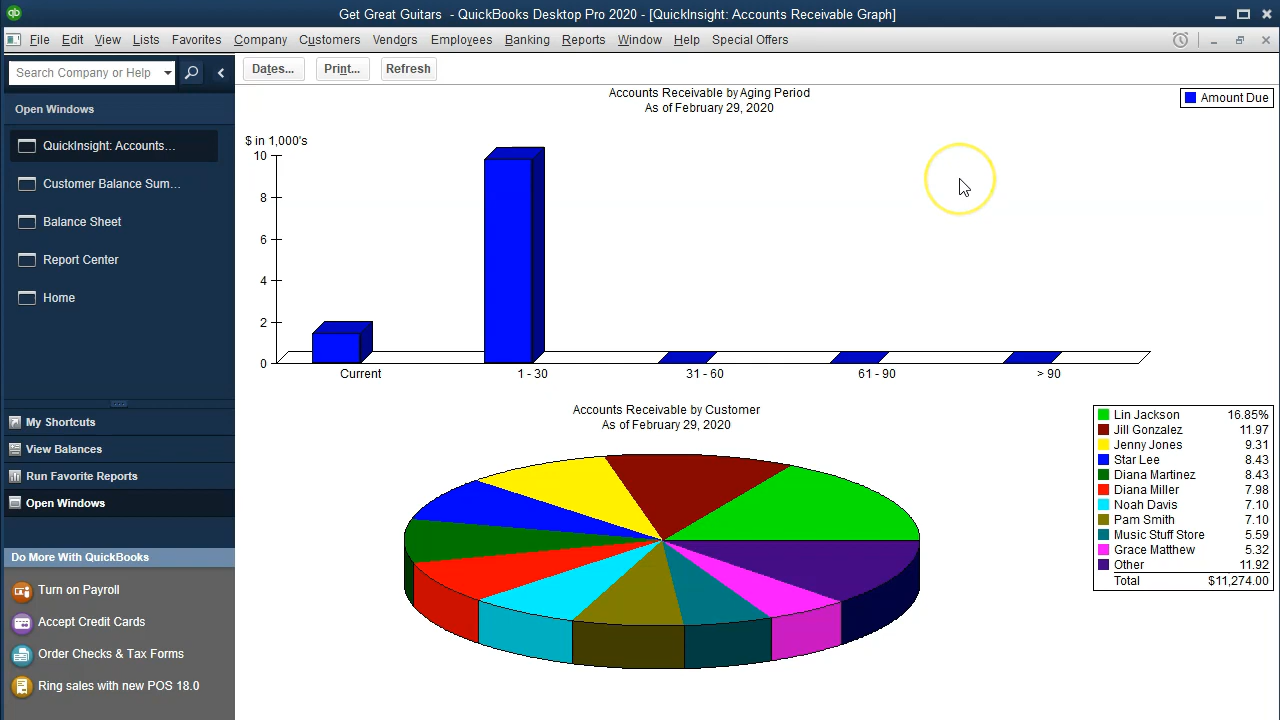 Get Great Guitars - QuickBooks Desktop Pro 2020 - [QuickInsight: Accounts Receivable Graph]
File Edit View Lists Favorites Company Customers Vendors Employees Banking Reports Window Help Special Offers
Search Company or Help
Dates... Print... Refresh
Open Windows
QuickInsight: Accounts...
Customer Balance Sum...
Balance Sheet
Report Center
Home
My Shortcuts
View Balances
Run Favorite Reports
Open Windows
Do More With QuickBooks
Turn on Payroll
Accept Credit Cards
Order Checks & Tax Forms
Ring sales with new POS 18.0
Accounts Receivable by Aging Period
As of February 29, 2020
Amount Due
$ in 1,000's
10
8
6
4
2
0
Current 1 - 30 31 - 60 61 - 90 > 90
Accounts Receivable by Customer
As of February 29, 2020
Lin Jackson 16.85%
Jill Gonzalez 11.97
Jenny Jones 9.31
Star Lee 8.43
Diana Martinez 8.43
Diana Miller 7.98
Noah Davis 7.10
Pam Smith 7.10
Music Stuff Store 5.59
Grace Matthew 5.32
Other 11.92
Total $11,274.00